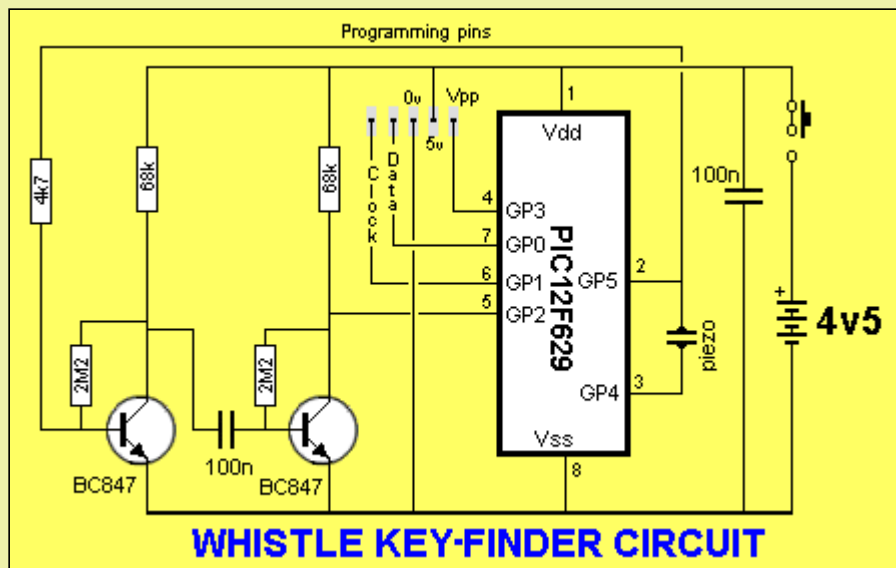 Programming pins
0v
Vpp
5v
Clock
Data
1
Vdd
4k7
68k
68k
100n
4
GP3
7
GP0
6
GP1
5
GP2
PIC12F629
2
GP5
+
4v5
piezo
3
GP4
2M2
2M2
Vss
8
100n
BC847
BC847
WHISTLE KEY-FINDER CIRCUIT